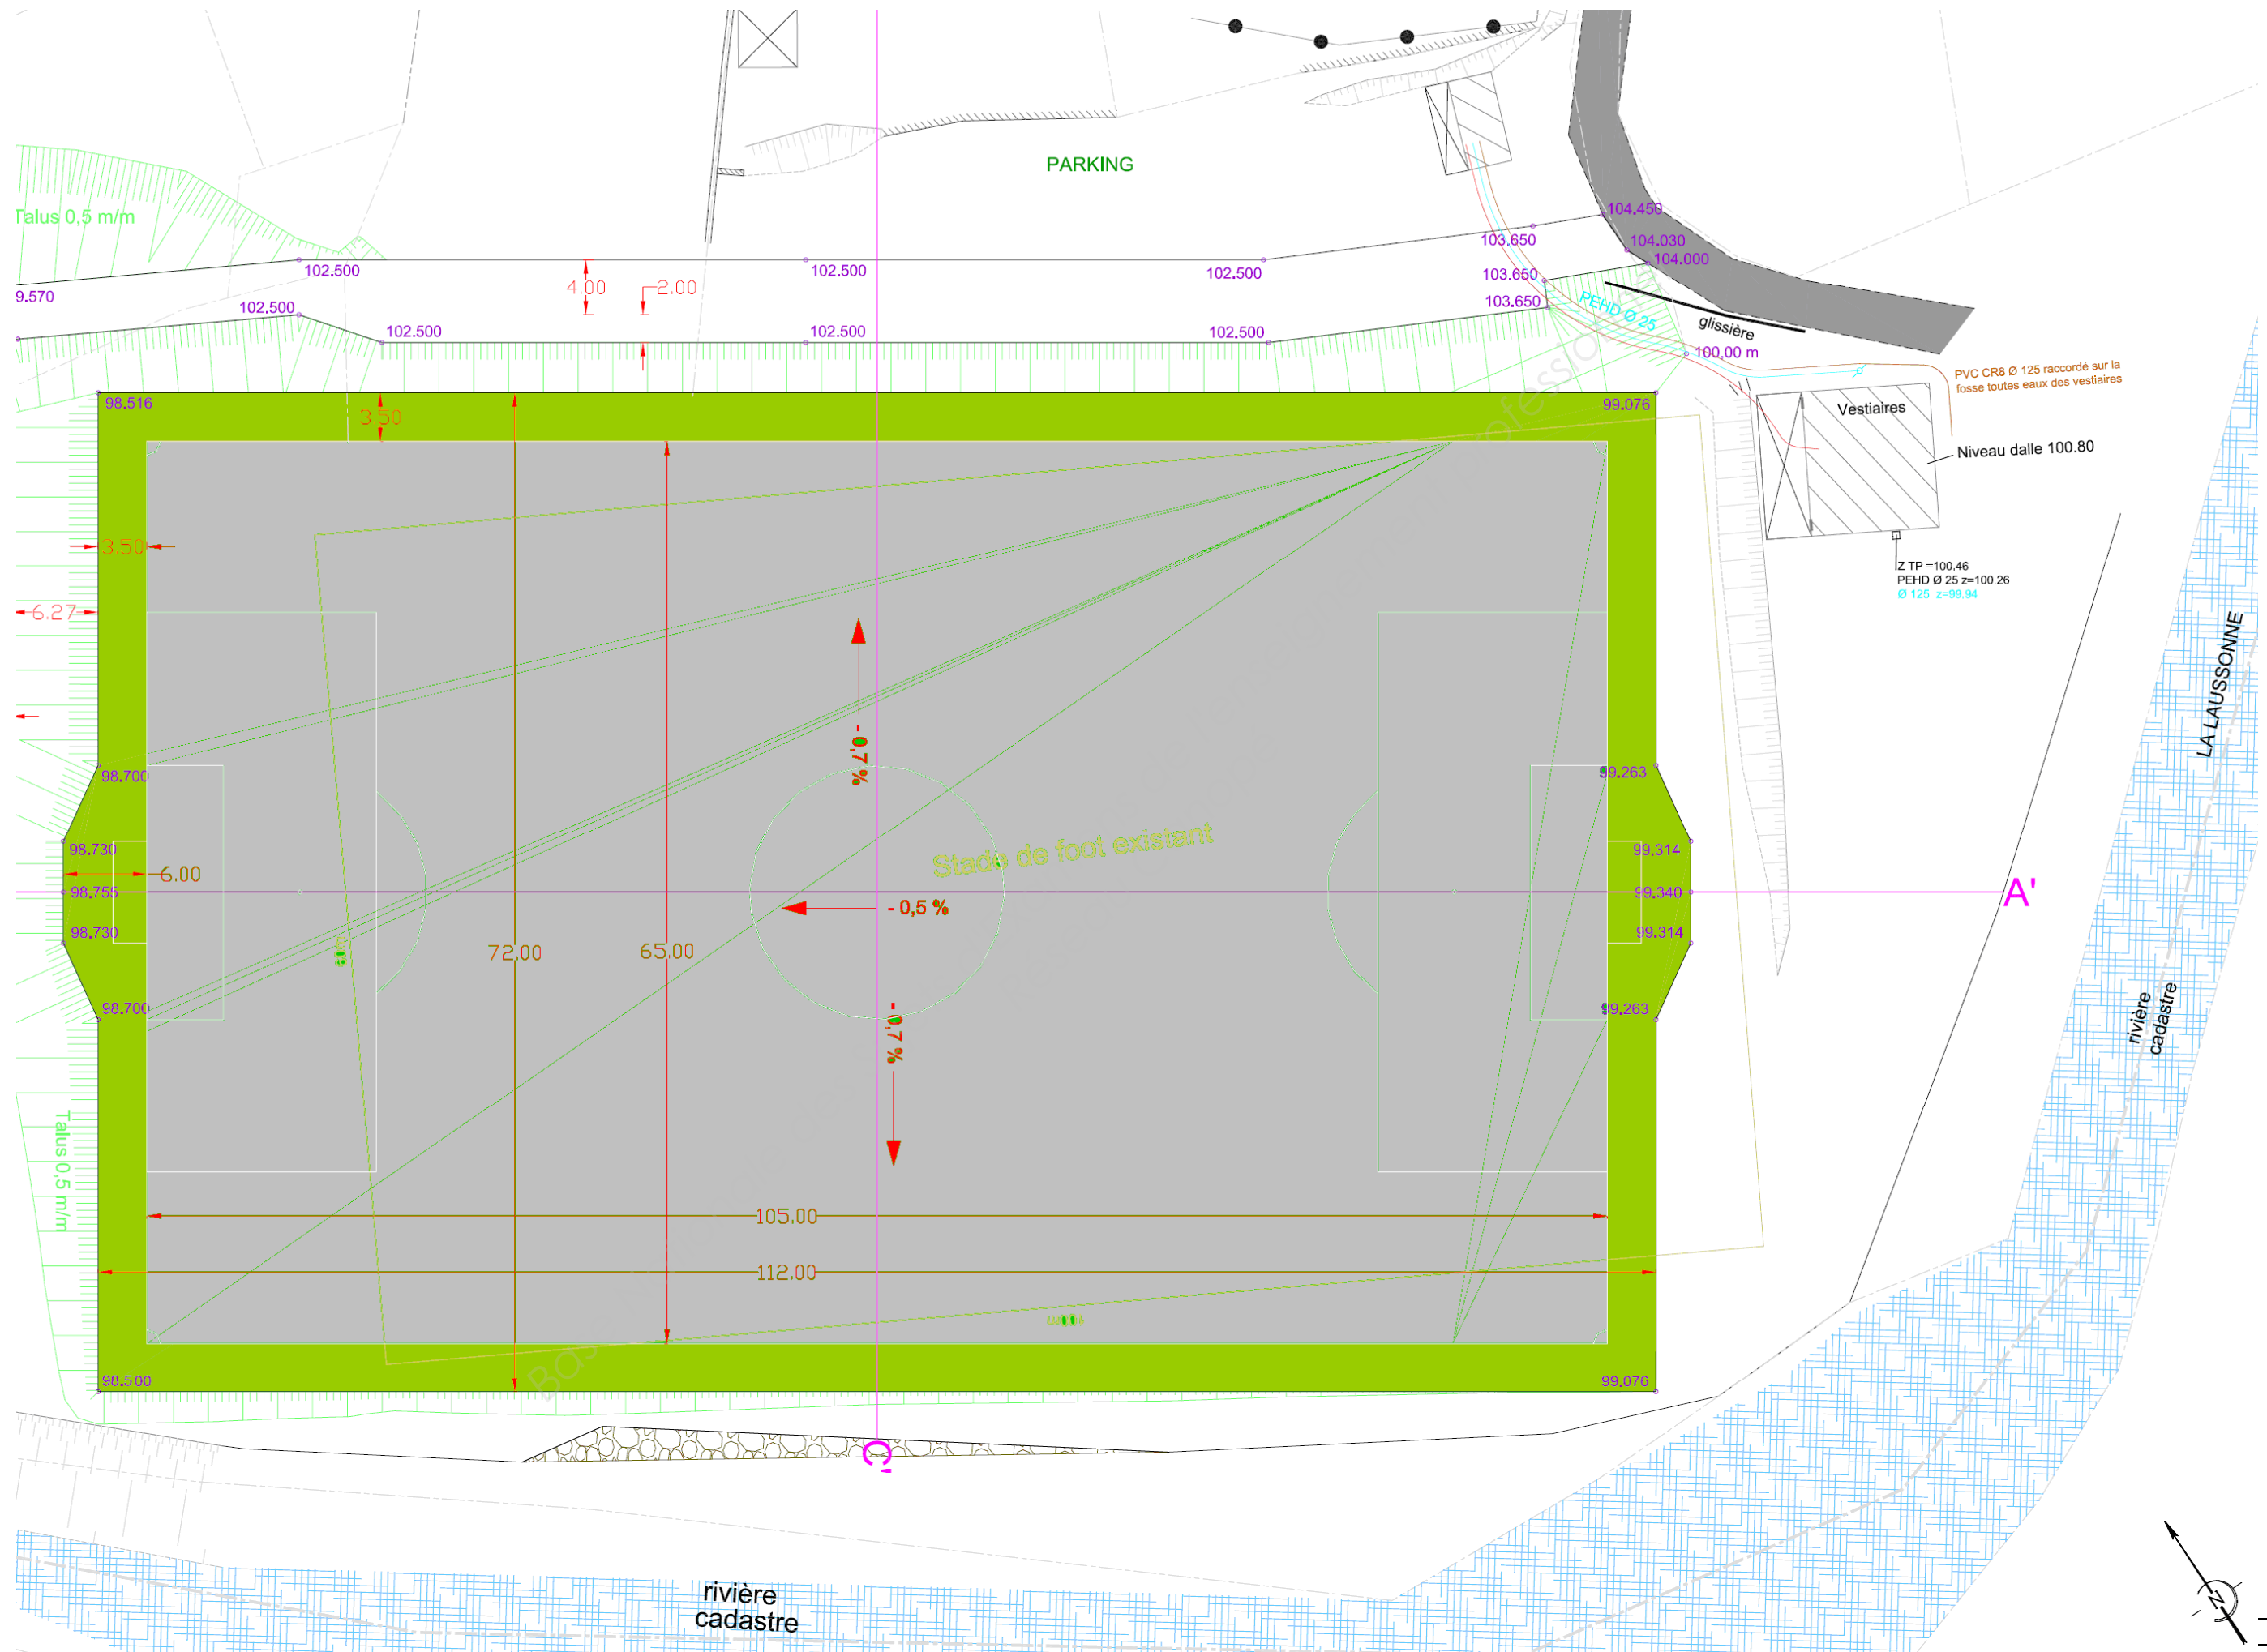 PARKING
Talus 0,5 m/m
104.450
103.650
104.030
104.000
102.500
102.500
102.500
103.650
9.570
4.00
2.00
PEHD Ø 25
102.500
103.650
glissière
102.500
102.500
102.500
100,00 m
PVC CR8 Ø 125 raccordé sur la
fosse toutes eaux des vestiaires
98.516
3.50
99.076
Vestiaires
Niveau dalle 100.80
3.50
Z TP =100.46
PEHD Ø 25 z=100.26
Ø 125 z=99.94
6.27
LA LAUSSONNE
- 0,7 %
98.700
99.263
98.730
Stade de foot existant
99.314
6.00
98.755
99.340
A'
- 0,5 %
98.730
99.314
72.00
65.00
98.700
99.263
- 0,7 %
rivière
cadastre
Talus 0,5 m/m
105.00
112.00
98.500
99.076
C'
rivière
cadastre
N